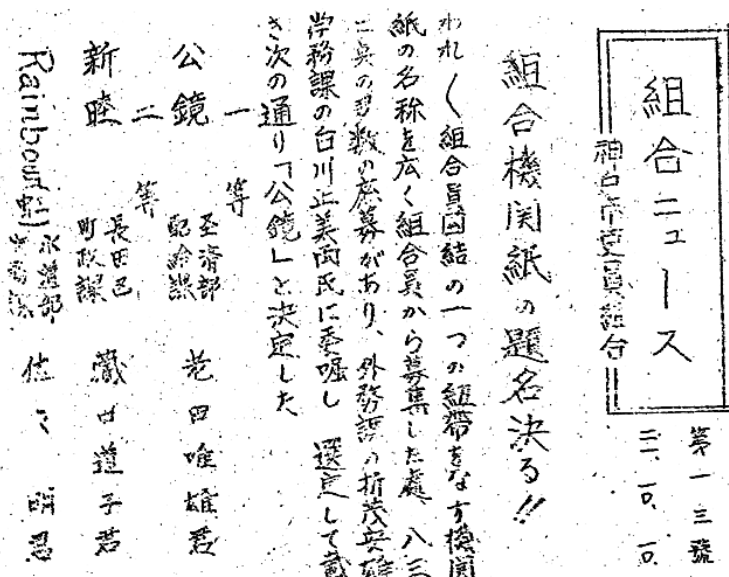 組合ニュース
神戸市吏員組合
第一三號
二一、一〇、一〇、
組合機関紙の題名決る!!
われ〱組合員団結の一つの紐帯をなす機関
紙の名称を広く組合員から募集した處、八三
二点の多数の応募があり、外務課の折茂英雄
学務課の白川正美両氏に委嘱し 選定して戴
き次の通り「公鏡」と決定した
一等
公鏡 経済部 配給課 老田唯雄君
二等
新睦 長田区 町政課 蔵田道子君
Rainbow(虹) 水道部 佐々 明君